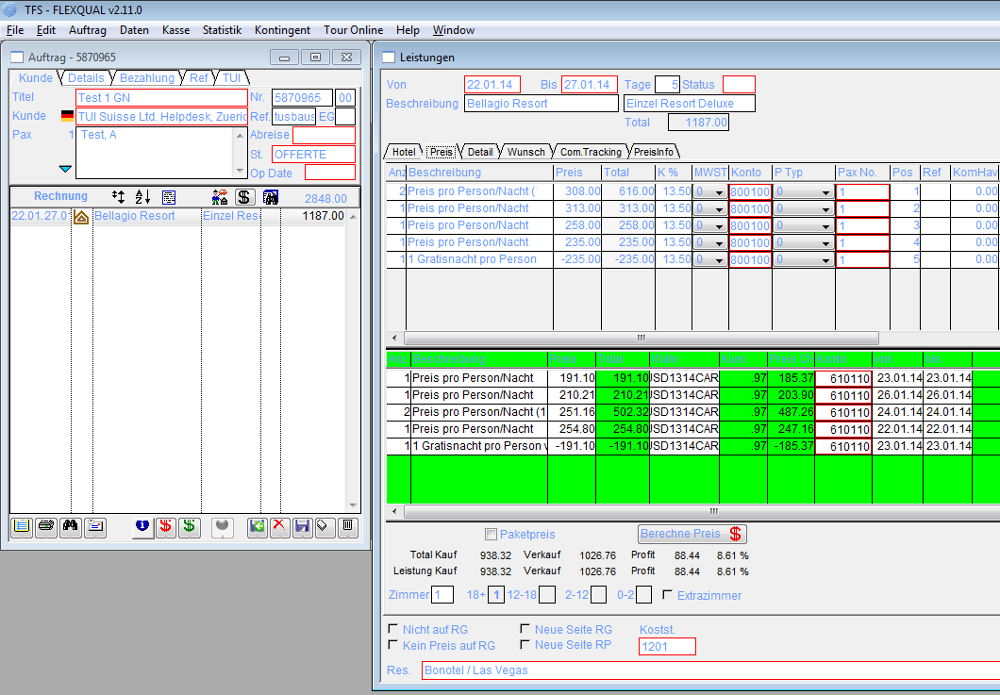 TFS - FLEXQUAL v2.11.0
File Edit Auftrag Daten Kasse Statistik Kontingent Tour Online Help Window
Auftrag - 5870965
Kunde Details Bezahlung Ref TUI
Titel Test 1 GN Nr. 5870965 00
Kunde TUI Suisse Ltd. Helpdesk, Zueric Ref. tusbaus EG
Pax 1 Test, A Abreise
St. OFFERTE
Op Date
Rechnung 2848.00
22.01.27.0 Bellagio Resort Einzel Res 1187.00
Leistungen
Von 22.01.14 Bis 27.01.14 Tage 5 Status
Beschreibung Bellagio Resort Einzel Resort Deluxe
Total 1187.00
Hotel Preis Detail Wunsch Com.Tracking PreisInfo
Anz Beschreibung Preis Total K % MWST Konto P Typ Pax No. Pos Ref KomHav
2 Preis pro Person/Nacht ( 308.00 616.00 13.50 0 800100 0 1 1 0.00
1 Preis pro Person/Nacht 313.00 313.00 13.50 0 800100 0 1 2 0.00
1 Preis pro Person/Nacht 258.00 258.00 13.50 0 800100 0 1 3 0.00
1 Preis pro Person/Nacht 235.00 235.00 13.50 0 800100 0 1 4 0.00
1 1 Gratisnacht pro Person -235.00 -235.00 13.50 0 800100 0 1 5 0.00
Anz Beschreibung Preis Total Währ Kurs Preis CH Konto von bis
1 Preis pro Person/Nacht 191.10 191.10 JSD1314CAR .97 185.37 610110 23.01.14 23.01.14
1 Preis pro Person/Nacht 210.21 210.21 JSD1314CAR .97 203.90 610110 26.01.14 26.01.14
2 Preis pro Person/Nacht (1 251.16 502.32 JSD1314CAR .97 487.26 610110 24.01.14 24.01.14
1 Preis pro Person/Nacht 254.80 254.80 JSD1314CAR .97 247.16 610110 22.01.14 22.01.14
1 1 Gratisnacht pro Person v -191.10 -191.10 JSD1314CAR .97 -185.37 610110 23.01.14 23.01.14
Paketpreis Berechne Preis $
Total Kauf 938.32 Verkauf 1026.76 Profit 88.44 8.61 %
Leistung Kauf 938.32 Verkauf 1026.76 Profit 88.44 8.61 %
Zimmer 1 18+ 1 12-18 2-12 0-2 Extrazimmer
Nicht auf RG Neue Seite RG Kostst.
Kein Preis auf RG Neue Seite RP 1201
Res. Bonotel / Las Vegas